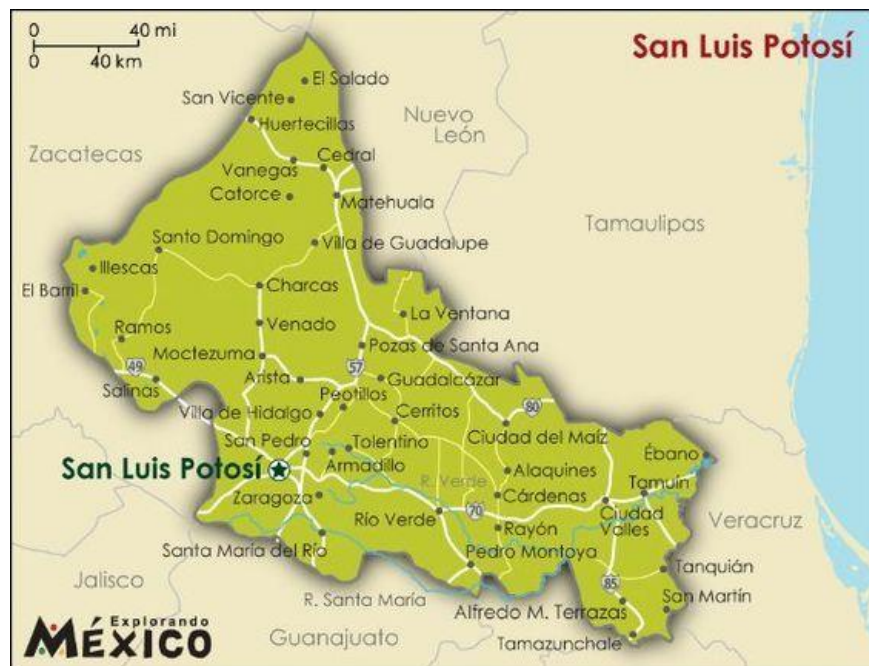 0 40 mi
0 40 km
San Luis Potosí
El Salado
San Vicente
Huertecillas
Nuevo
León
Zacatecas
Cedral
Vanegas
Catorce
Matehuala
Tamaulipas
Santo Domingo
Villa de Guadalupe
Illescas
El Barril
Charcas
La Ventana
Ramos
Venado
Pozas de Santa Ana
Moctezuma
49
57
Salinas
Arista
Guadalcázar
Peotillos
80
Villa de Hidalgo
Cerritos
San Pedro
Tolentino
Ciudad del Maíz
Ébano
San Luis Potosí
Armadillo
Alaquines
R. Verde
Tamuín
Zaragoza
Cárdenas
Río Verde
70
Ciudad
Valles
Rayón
Veracruz
Santa María del Río
Pedro Montoya
Tanquián
Jalisco
85
R. Santa María
Alfredo M. Terrazas
San Martín
Explorando
MÉXICO
Guanajuato
Tamazunchale